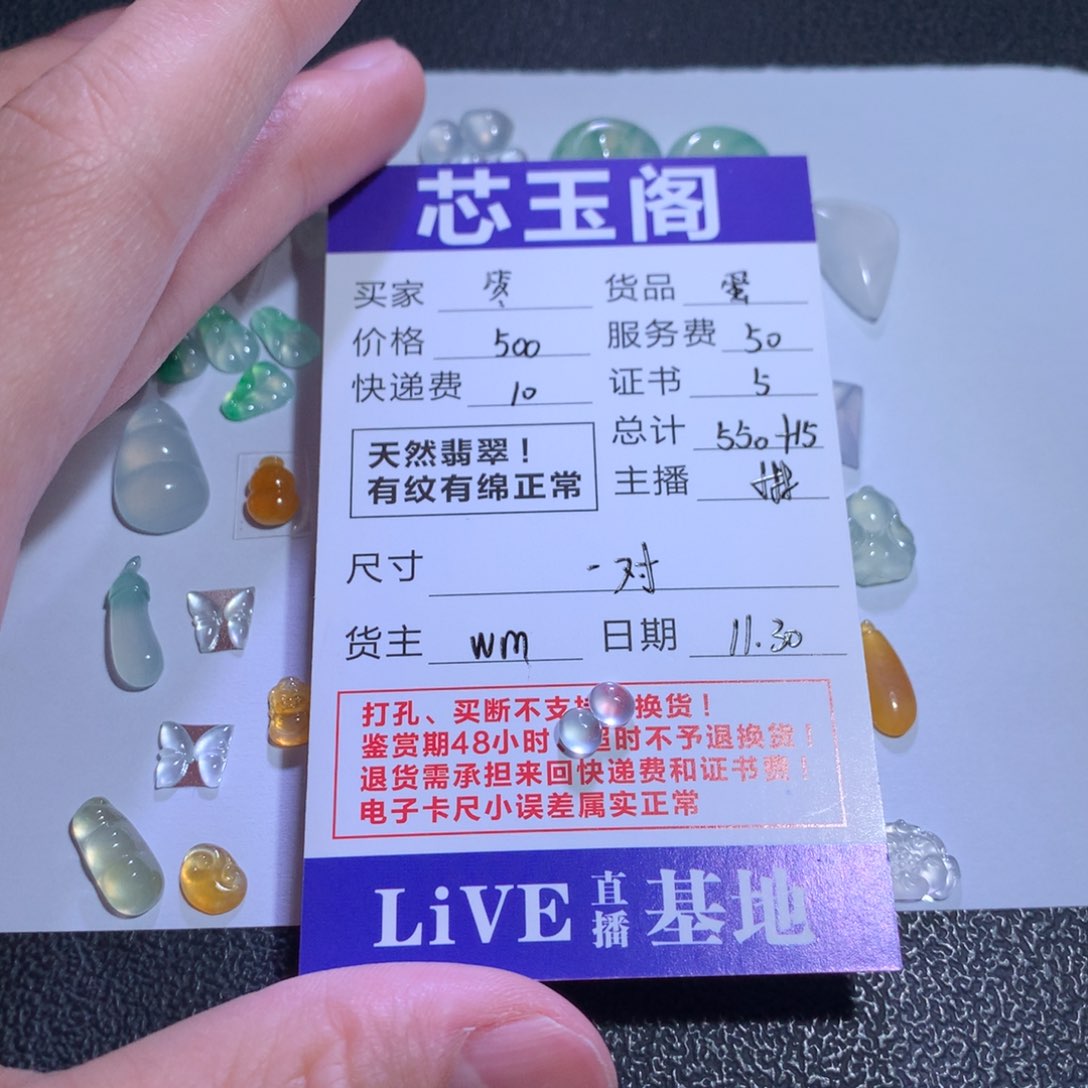 芯玉阁
买家 货品 蛋
价格 500 服务费 50
快递费 10 证书 5
总计 550+15
天然翡翠！
有纹有绵正常
主播
尺寸 一对
货主 wm 日期 11.30
打孔、买断不支 换货！
鉴赏期48小时 超时不予退换货！
退货需承担来回快递费和证书费！
电子卡尺小误差属实正常
LiVE 直播 基地